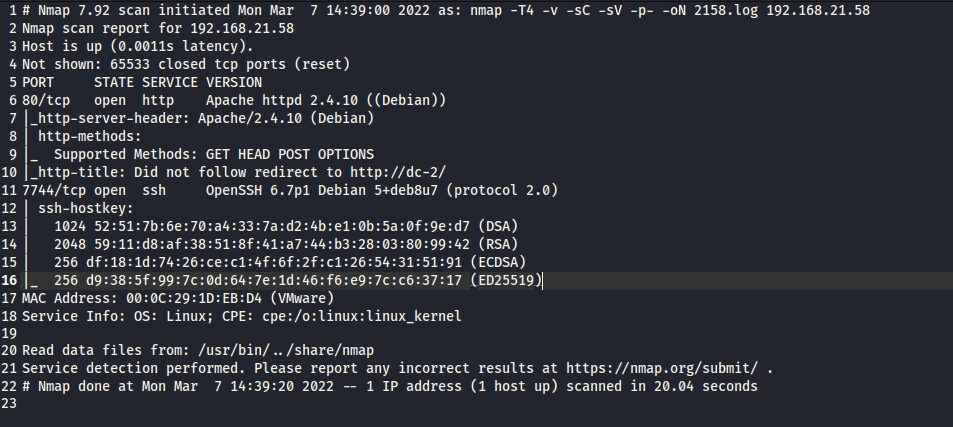 1 # Nmap 7.92 scan initiated Mon Mar  7 14:39:00 2022 as: nmap -T4 -v -sC -sV -p- -oN 2158.log 192.168.21.58
2 Nmap scan report for 192.168.21.58
3 Host is up (0.0011s latency).
4 Not shown: 65533 closed tcp ports (reset)
5 PORT     STATE SERVICE VERSION
6 80/tcp   open  http    Apache httpd 2.4.10 ((Debian))
7 |_http-server-header: Apache/2.4.10 (Debian)
8 | http-methods:
9 |_  Supported Methods: GET HEAD POST OPTIONS
10 |_http-title: Did not follow redirect to http://dc-2/
11 7744/tcp open  ssh     OpenSSH 6.7p1 Debian 5+deb8u7 (protocol 2.0)
12 | ssh-hostkey:
13 |   1024 52:51:7b:6e:70:a4:33:7a:d2:4b:e1:0b:5a:0f:9e:d7 (DSA)
14 |   2048 59:11:d8:af:38:51:8f:41:a7:44:b3:28:03:80:99:42 (RSA)
15 |   256 df:18:1d:74:26:ce:c1:4f:6f:2f:c1:26:54:31:51:91 (ECDSA)
16 |_  256 d9:38:5f:99:7c:0d:64:7e:1d:46:f6:e9:7c:c6:37:17 (ED25519)
17 MAC Address: 00:0C:29:1D:EB:D4 (VMware)
18 Service Info: OS: Linux; CPE: cpe:/o:linux:linux_kernel
19
20 Read data files from: /usr/bin/../share/nmap
21 Service detection performed. Please report any incorrect results at https://nmap.org/submit/ .
22 # Nmap done at Mon Mar  7 14:39:20 2022 -- 1 IP address (1 host up) scanned in 20.04 seconds
23